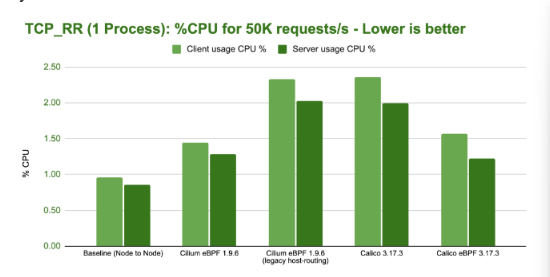 TCP_RR (1 Process): %CPU for 50K requests/s - Lower is better
Client usage CPU % Server usage CPU %
2.50
2.00
1.50
1.00
0.50
0.00
% CPU
Baseline (Node to Node) Cilium eBPF 1.9.6 Cilium eBPF 1.9.6 Calico 3.17.3 Calico eBPF 3.17.3
(legacy host-routing)